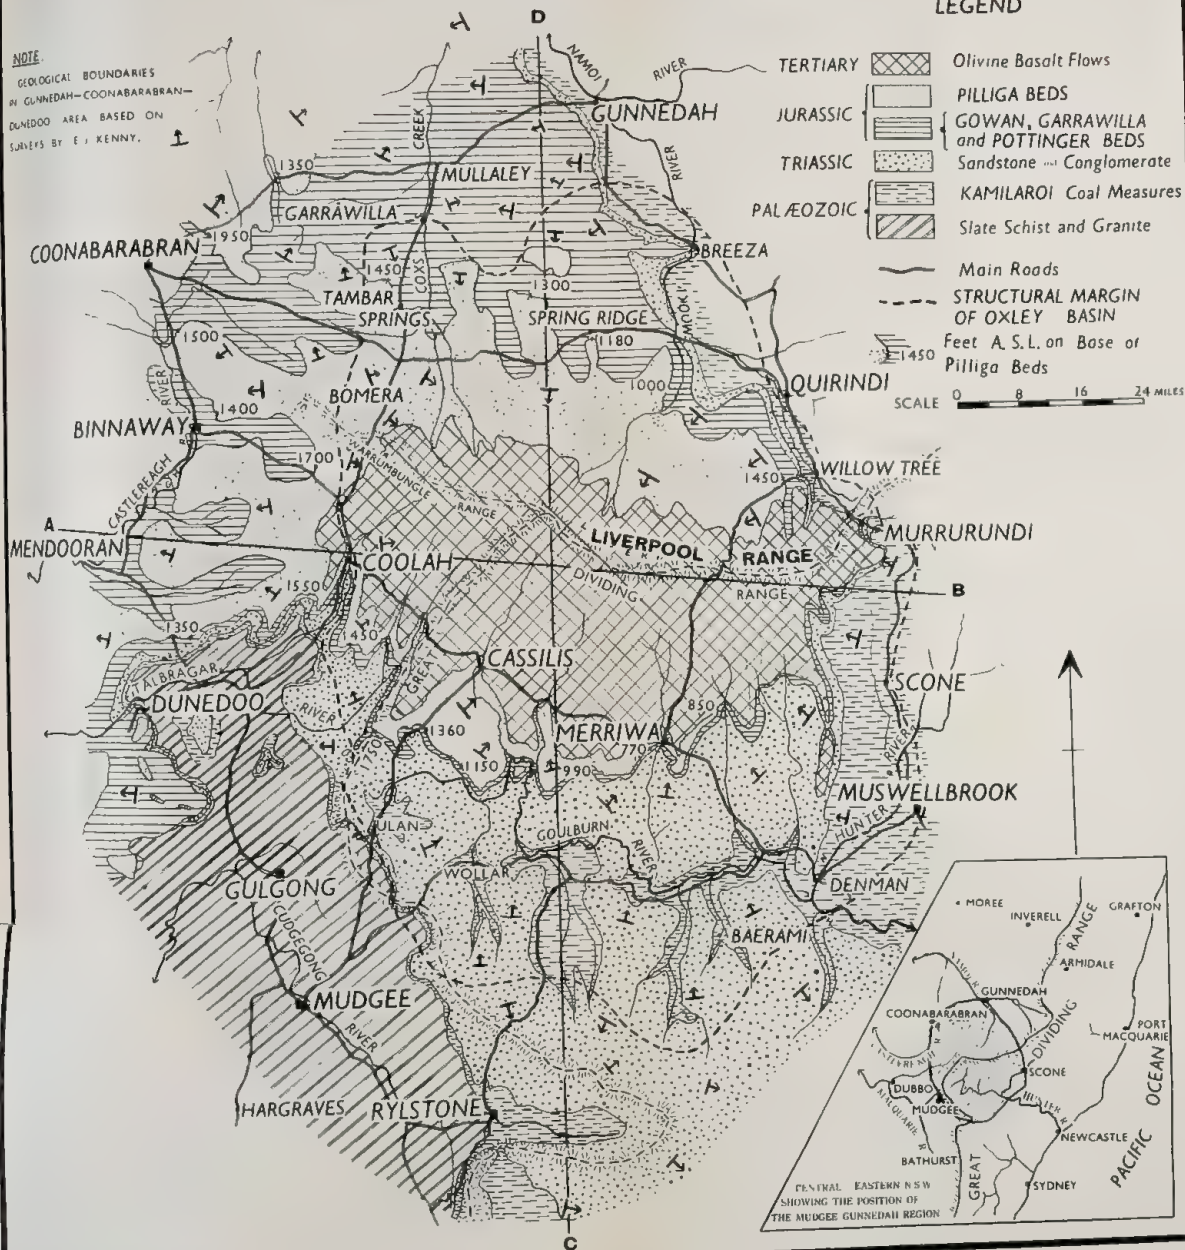 NOTE.
GEOLOGICAL BOUNDARIES
IN GUNNEDAH—COONABARABRAN—
DUNEDOO AREA BASED ON
SURVEYS BY E J KENNY.
LEGEND
TERTIARY
Olivine Basalt Flows
JURASSIC
PILLIGA BEDS
GOWAN, GARRAWILLA
and POTTINGER BEDS
TRIASSIC
Sandstone Conglomerate
PALÆOZOIC
KAMILAROI Coal Measures
Slate Schist and Granite
Main Roads
STRUCTURAL MARGIN
OF OXLEY BASIN
1450
Feet A.S.L. on Base of
Pilliga Beds
SCALE
0 8 16 24 MILES
D
NAMOI
RIVER
GUNNEDAH
CREEK
RIVER
1350
MULLALEY
GARRAWILLA
1950
COONABARABRAN
BREEZA
1450
COXS
1300
TAMBAR
SPRINGS
SPRING RIDGE
MOOKI
1500
1180
RIVER
BOMERA
1000
QUIRINDI
1400
BINNAWAY
1700
WARRUMBUNGLE
RANGE
1450
WILLOW TREE
CASTLEREAGH
A
MENDOORAN
LIVERPOOL
RANGE
MURRURUNDI
COOLAH
DIVIDING
RANGE
B
1550
1350
1450
CASSILIS
TALBRAGAR
GREAT
SCONE
DUNEDOO
RIVER
850
1360
MERRIWA
770
1750
1150
990
RIVER
MUSWELLBROOK
ULAN
GOULBURN
RIVER
HUNTER
WOLLAR
GULGONG
DENMAN
CUDGEGONG
BAERAMI
MUDGEE
RIVER
HARGRAVES
RYLSTONE
C
MOREE
INVERELL
GRAFTON
RANGE
ARMIDALE
GUNNEDAH
COONABARABRAN
DIVIDING
PORT
MACQUARIE
SCONE
DUBBO
MUDGEE
HUNTER R
MACQUARIE R
NEWCASTLE
BATHURST
GREAT
SYDNEY
PACIFIC
OCEAN
CENTRAL EASTERN N S W
SHOWING THE POSITION OF
THE MUDGEE GUNNEDAH REGION